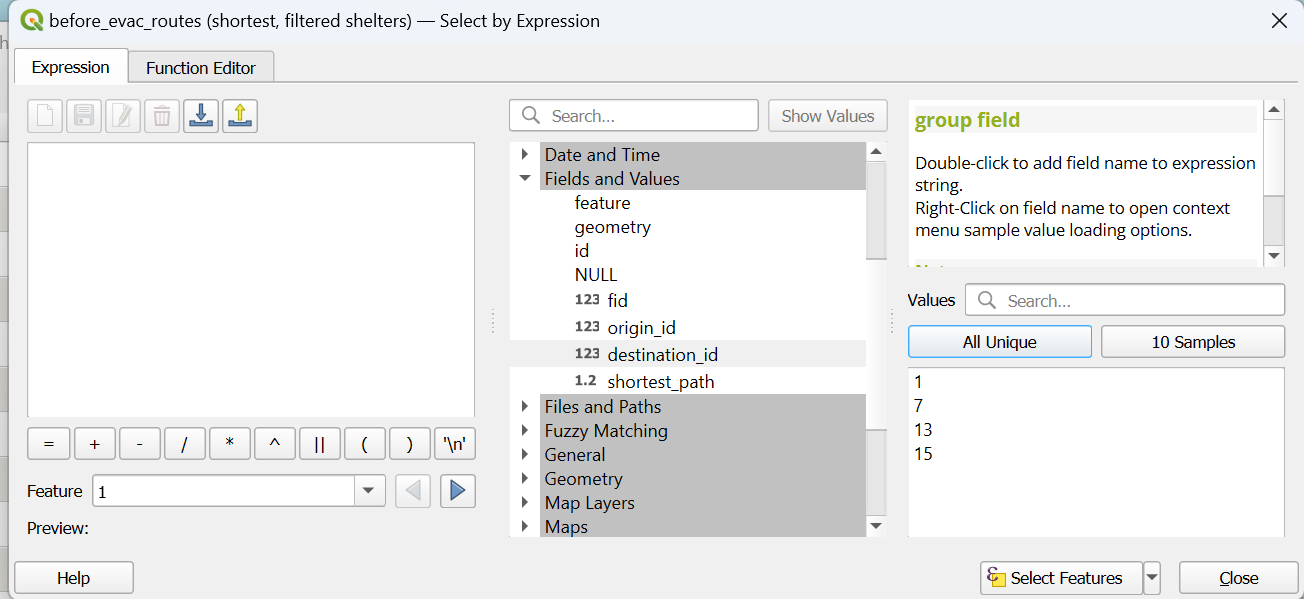 before_evac_routes (shortest, filtered shelters) — Select by Expression
Expression
Function Editor
Search...
Show Values
Date and Time
Fields and Values
feature
geometry
id
NULL
123 fid
123 origin_id
123 destination_id
1.2 shortest_path
Files and Paths
Fuzzy Matching
General
Geometry
Map Layers
Maps
group field
Double-click to add field name to expression
string.
Right-Click on field name to open context
menu sample value loading options.
Values
Search...
All Unique
10 Samples
1
7
13
15
= + - / * ^ || ( ) '\n'
Feature 1
Preview:
Help
Select Features
Close